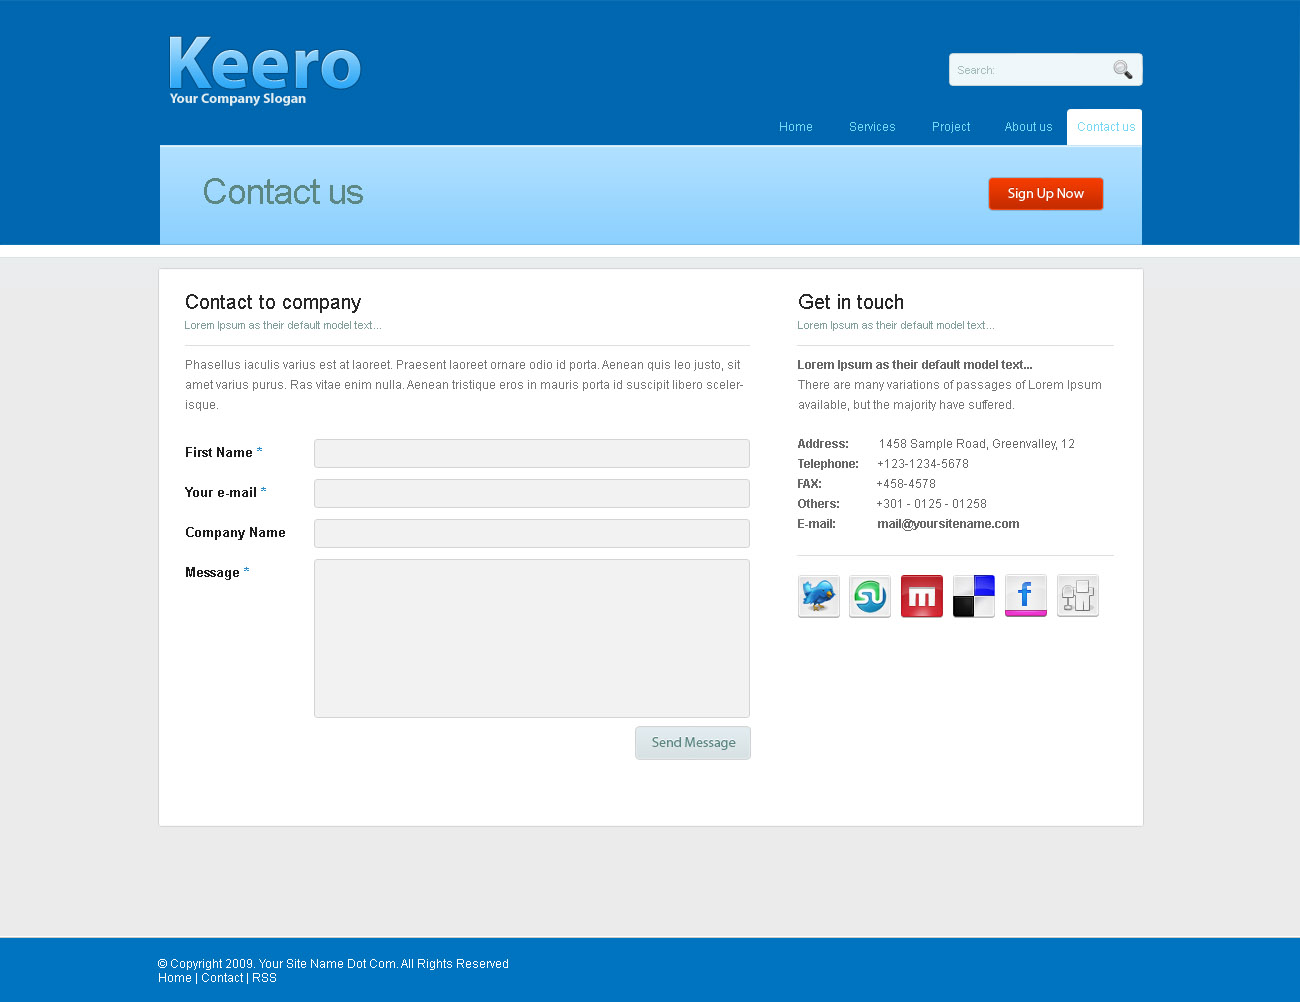 Keero
Your Company Slogan
Search:
Home Services Project About us Contact us
Contact us
Sign Up Now
Contact to company
Lorem Ipsum as their default model text...
Phasellus iaculis varius est at laoreet. Praesent laoreet ornare odio id porta. Aenean quis leo justo, sit
amet varius purus. Ras vitae enim nulla. Aenean tristique eros in mauris porta id suscipit libero sceler-
isque.
First Name *
Your e-mail *
Company Name
Message *
Send Message
Get in touch
Lorem Ipsum as their default model text...
Lorem Ipsum as their default model text...
There are many variations of passages of Lorem Ipsum
available, but the majority have suffered.
Address: 1458 Sample Road, Greenvalley, 12
Telephone: +123-1234-5678
FAX: +458-4578
Others: +301 - 0125 - 01258
E-mail: mail@yoursitename.com
SU m f
© Copyright 2009. Your Site Name Dot Com. All Rights Reserved
Home | Contact | RSS